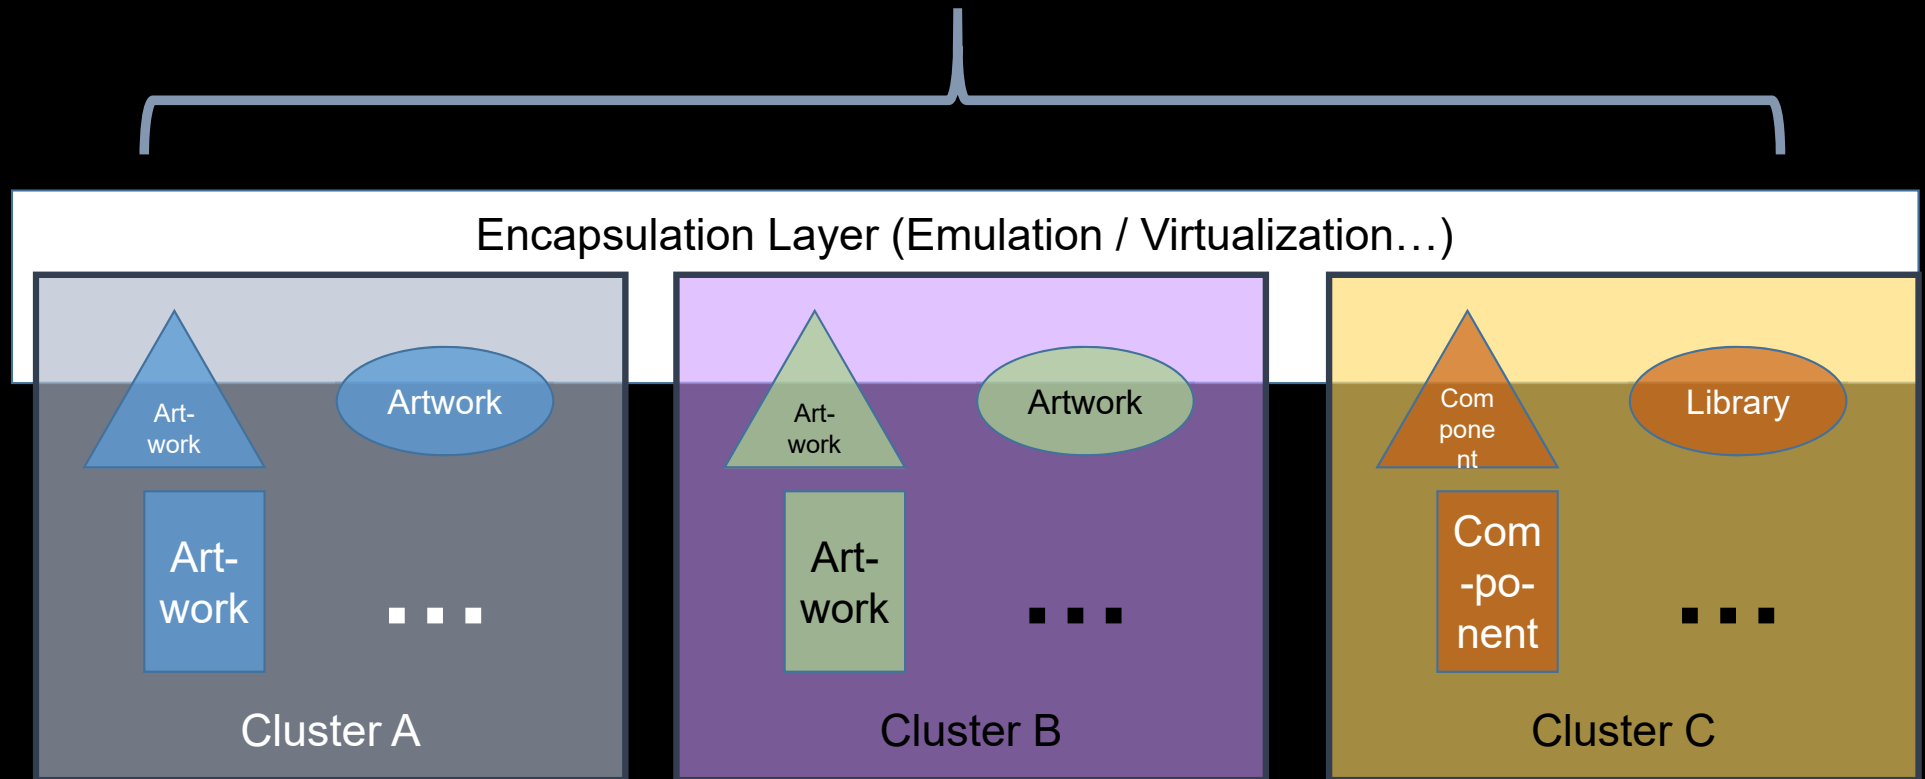 Encapsulation Layer (Emulation / Virtualization…)
Art-
work
Artwork
Art-
work
...
Cluster A
Art-
work
Artwork
Art-
work
...
Cluster B
Com
pone
nt
Library
Com
-po-
nent
...
Cluster C